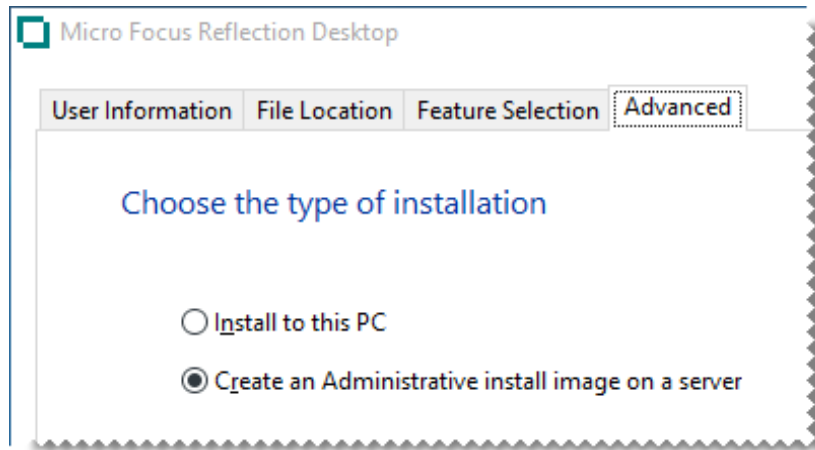 Micro Focus Reflection Desktop
User Information File Location Feature Selection Advanced
Choose the type of installation
Install to this PC
Create an Administrative install image on a server